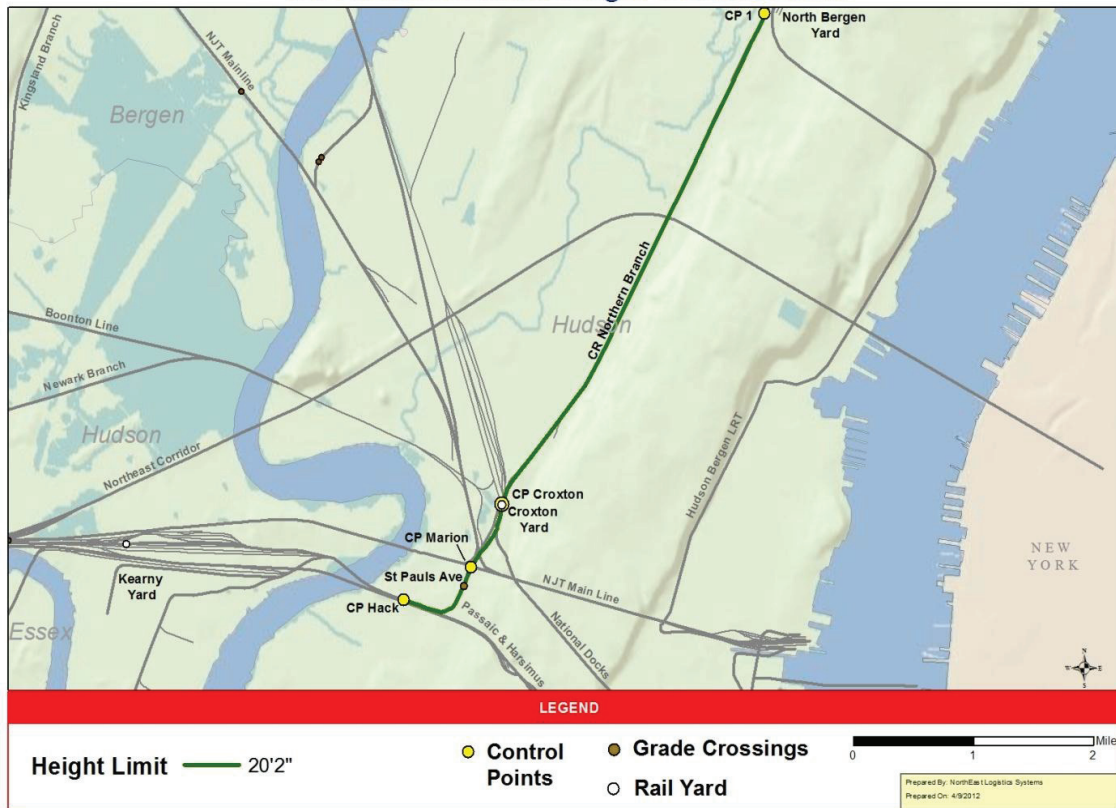 CP 1
North Bergen
Yard
Kingsland Branch
NJT Mainline
Bergen
CR Northern Branch
Hudson
Boonton Line
Newark Branch
Hudson
Northeast Corridor
Hudson Bergen LRT
CP Croxton
Croxton
Yard
CP Marion
St Pauls Ave
NJT Main Line
NEW
YORK
Kearny
Yard
CP Hack
Passaic & Harsimus
National Docks
Essex
N
W
E
S
LEGEND
Height Limit
20'2"
Control
Points
Grade Crossings
Rail Yard
Mile
0
1
2
Prepared By: NorthEast Logistics Systems
Prepared On: 4/9/2012